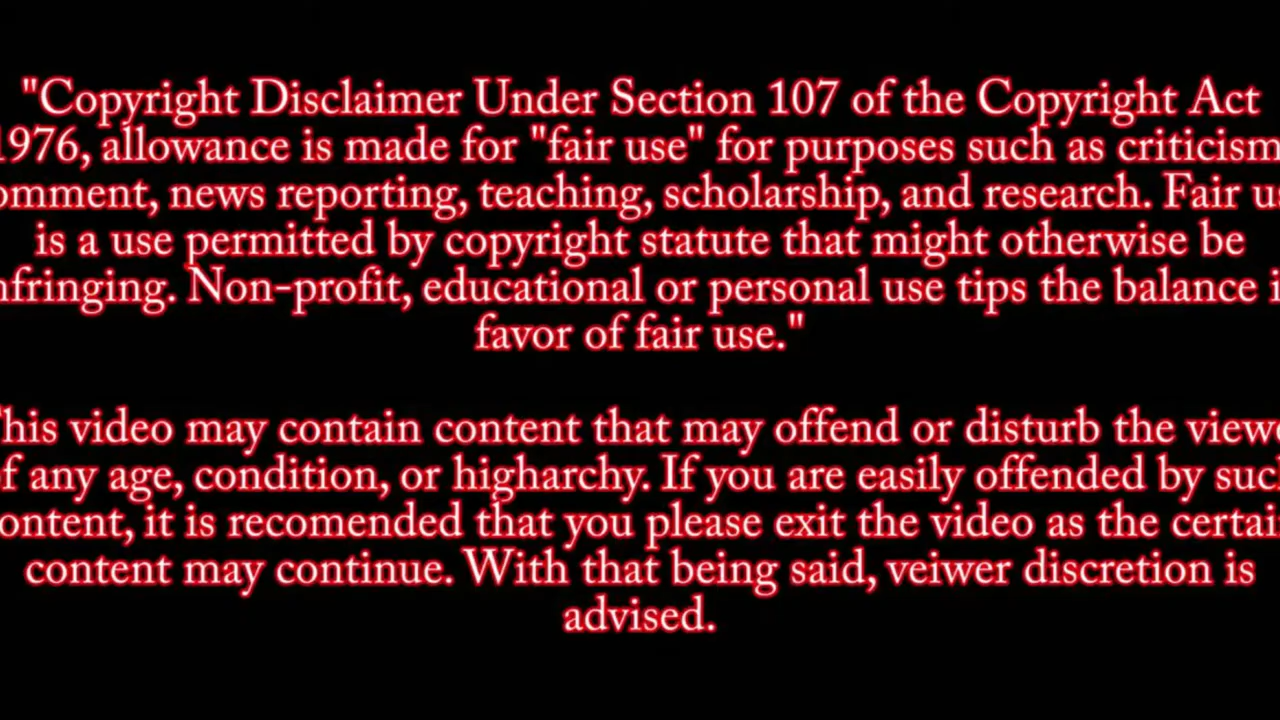 "Copyright Disclaimer Under Section 107 of the Copyright Act
1976, allowance is made for "fair use" for purposes such as criticism
omment, news reporting, teaching, scholarship, and research. Fair u
is a use permitted by copyright statute that might otherwise be
nfringing. Non-profit, educational or personal use tips the balance i
favor of fair use."
his video may contain content that may offend or disturb the viewe
f any age, condition, or higharchy. If you are easily offended by suc
ontent, it is recomended that you please exit the video as the certai
content may continue. With that being said, veiwer discretion is
advised.